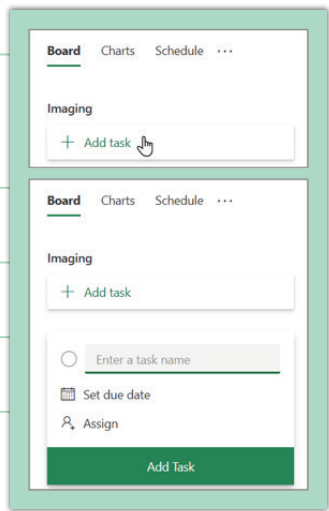 Board Charts Schedule ...
Imaging
+ Add task
Board Charts Schedule ...
Imaging
+ Add task
Enter a task name
Set due date
Assign
Add Task